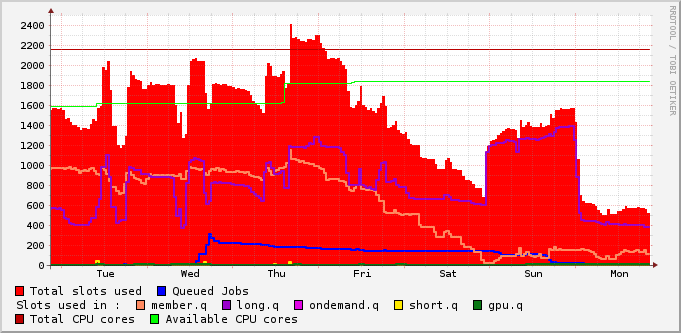 2400
2200
2000
1800
1600
1400
1200
1000
800
600
400
200
0
Tue Wed Thu Fri Sat Sun Mon
Total slots used Queued Jobs
Slots used in : member.q long.q ondemand.q short.q gpu.q
Total CPU cores Available CPU cores
RRDTOOL / TOBI OETIKER